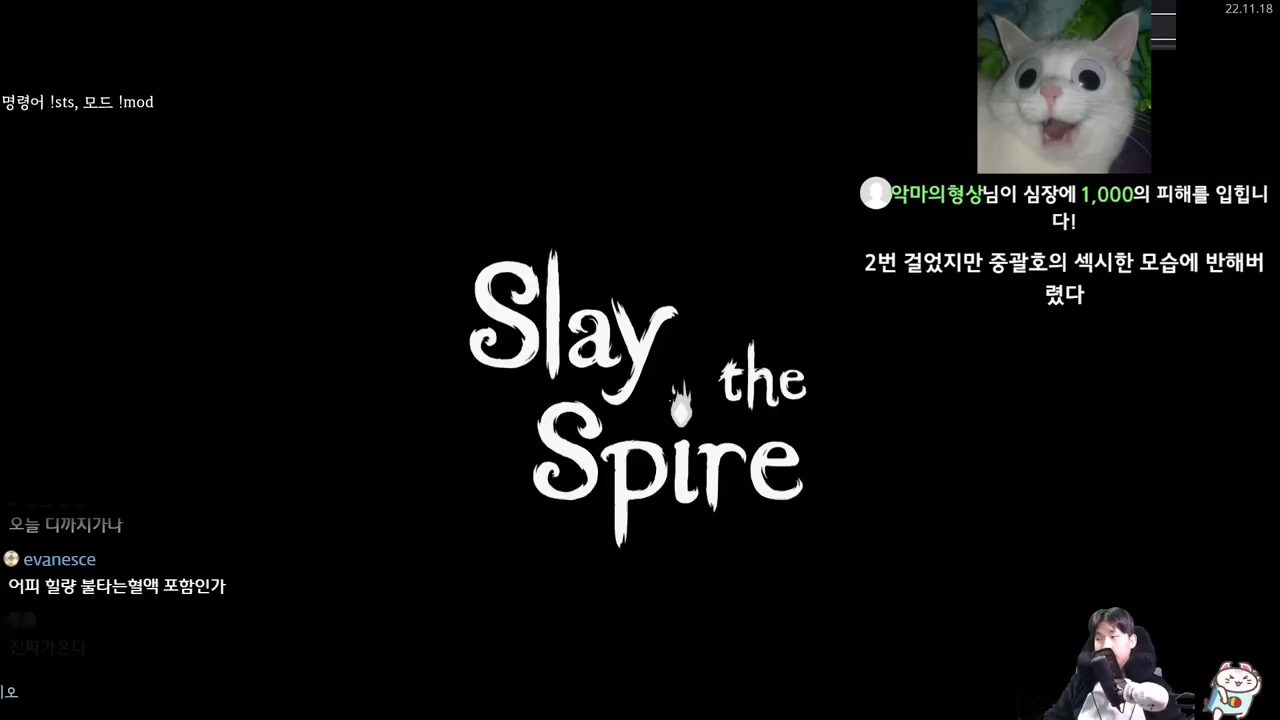 22.11.18
명령어 !sts, 모드 !mod
악마의형상님이 심장에 1,000의 피해를 입힙니
다!
2번 걸었지만 중괄호의 섹시한 모습에 반해버
렸다
Slay
the
Spire
오늘 디까지가나
evanesce
어피 힐량 불타는혈액 포함인가
진짜가온다